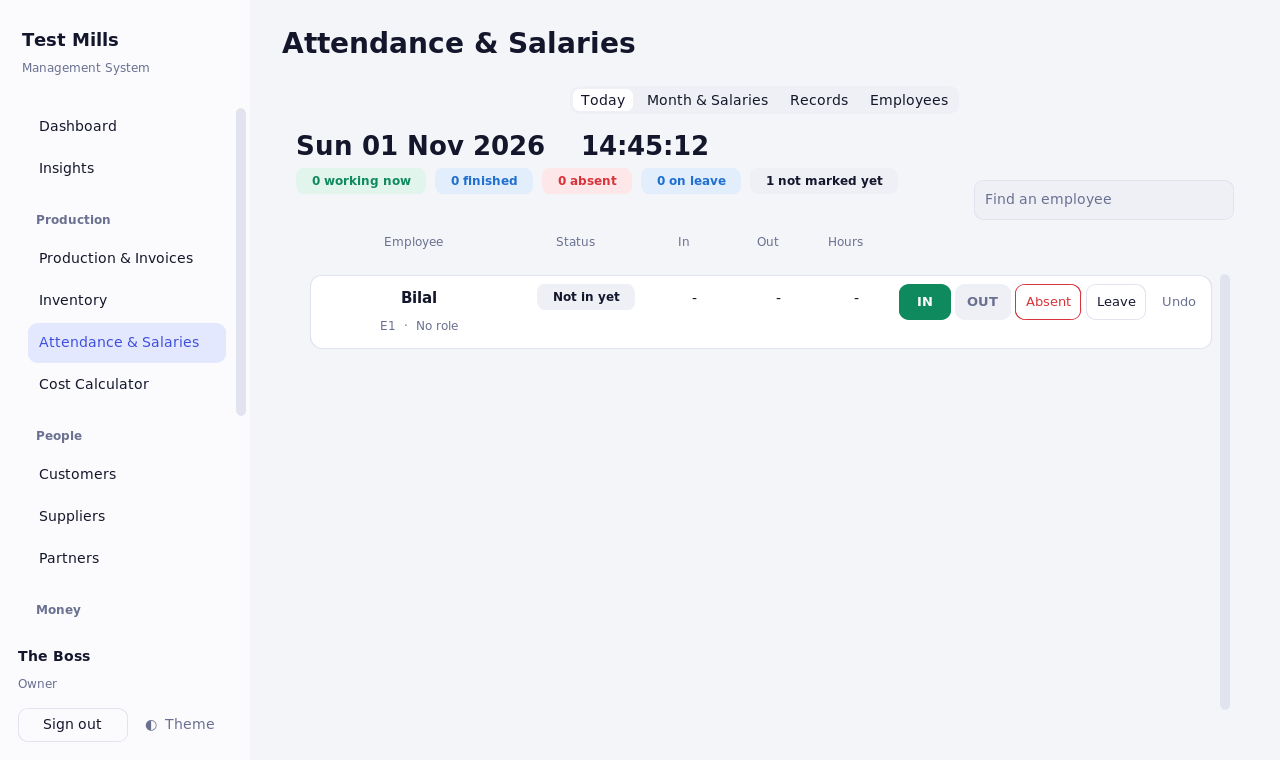 Test Mills
Management System
Dashboard
Insights
Production
Production & Invoices
Inventory
Attendance & Salaries
Cost Calculator
People
Customers
Suppliers
Partners
Money
The Boss
Owner
Sign out ◐ Theme
Attendance & Salaries
Today Month & Salaries Records Employees
Sun 01 Nov 2026 14:45:12
0 working now 0 finished 0 absent 0 on leave 1 not marked yet
Find an employee
Employee Status In Out Hours
Bilal Not in yet - - - IN OUT Absent Leave Undo
E1 · No role